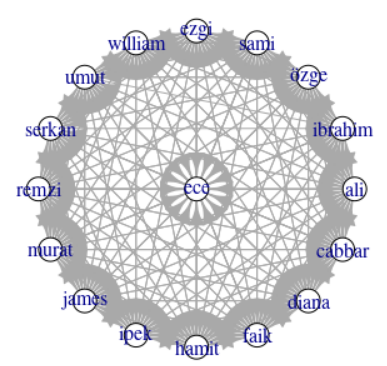 ezgi
william
sami
umut
özge
serkan
ibrahim
remzi
ece
ali
murat
cabbar
james
diana
ipek
faik
hamit